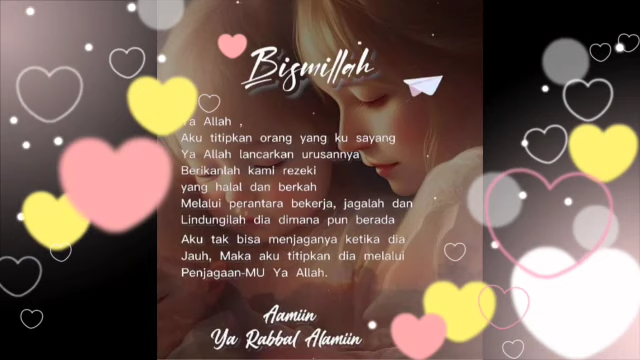 Bismillah
Ya Allah ,
Aku titipkan orang yang ku sayang
Ya Allah lancarkan urusannya
Berikanlah kami rezeki
yang halal dan berkah
Melalui perantara bekerja, jagalah dan
Lindungilah dia dimana pun berada
Aku tak bisa menjaganya ketika dia
Jauh, Maka aku titipkan dia melalui
Penjagaan-MU Ya Allah.
Aamiin
Ya Rabbal Alamiin